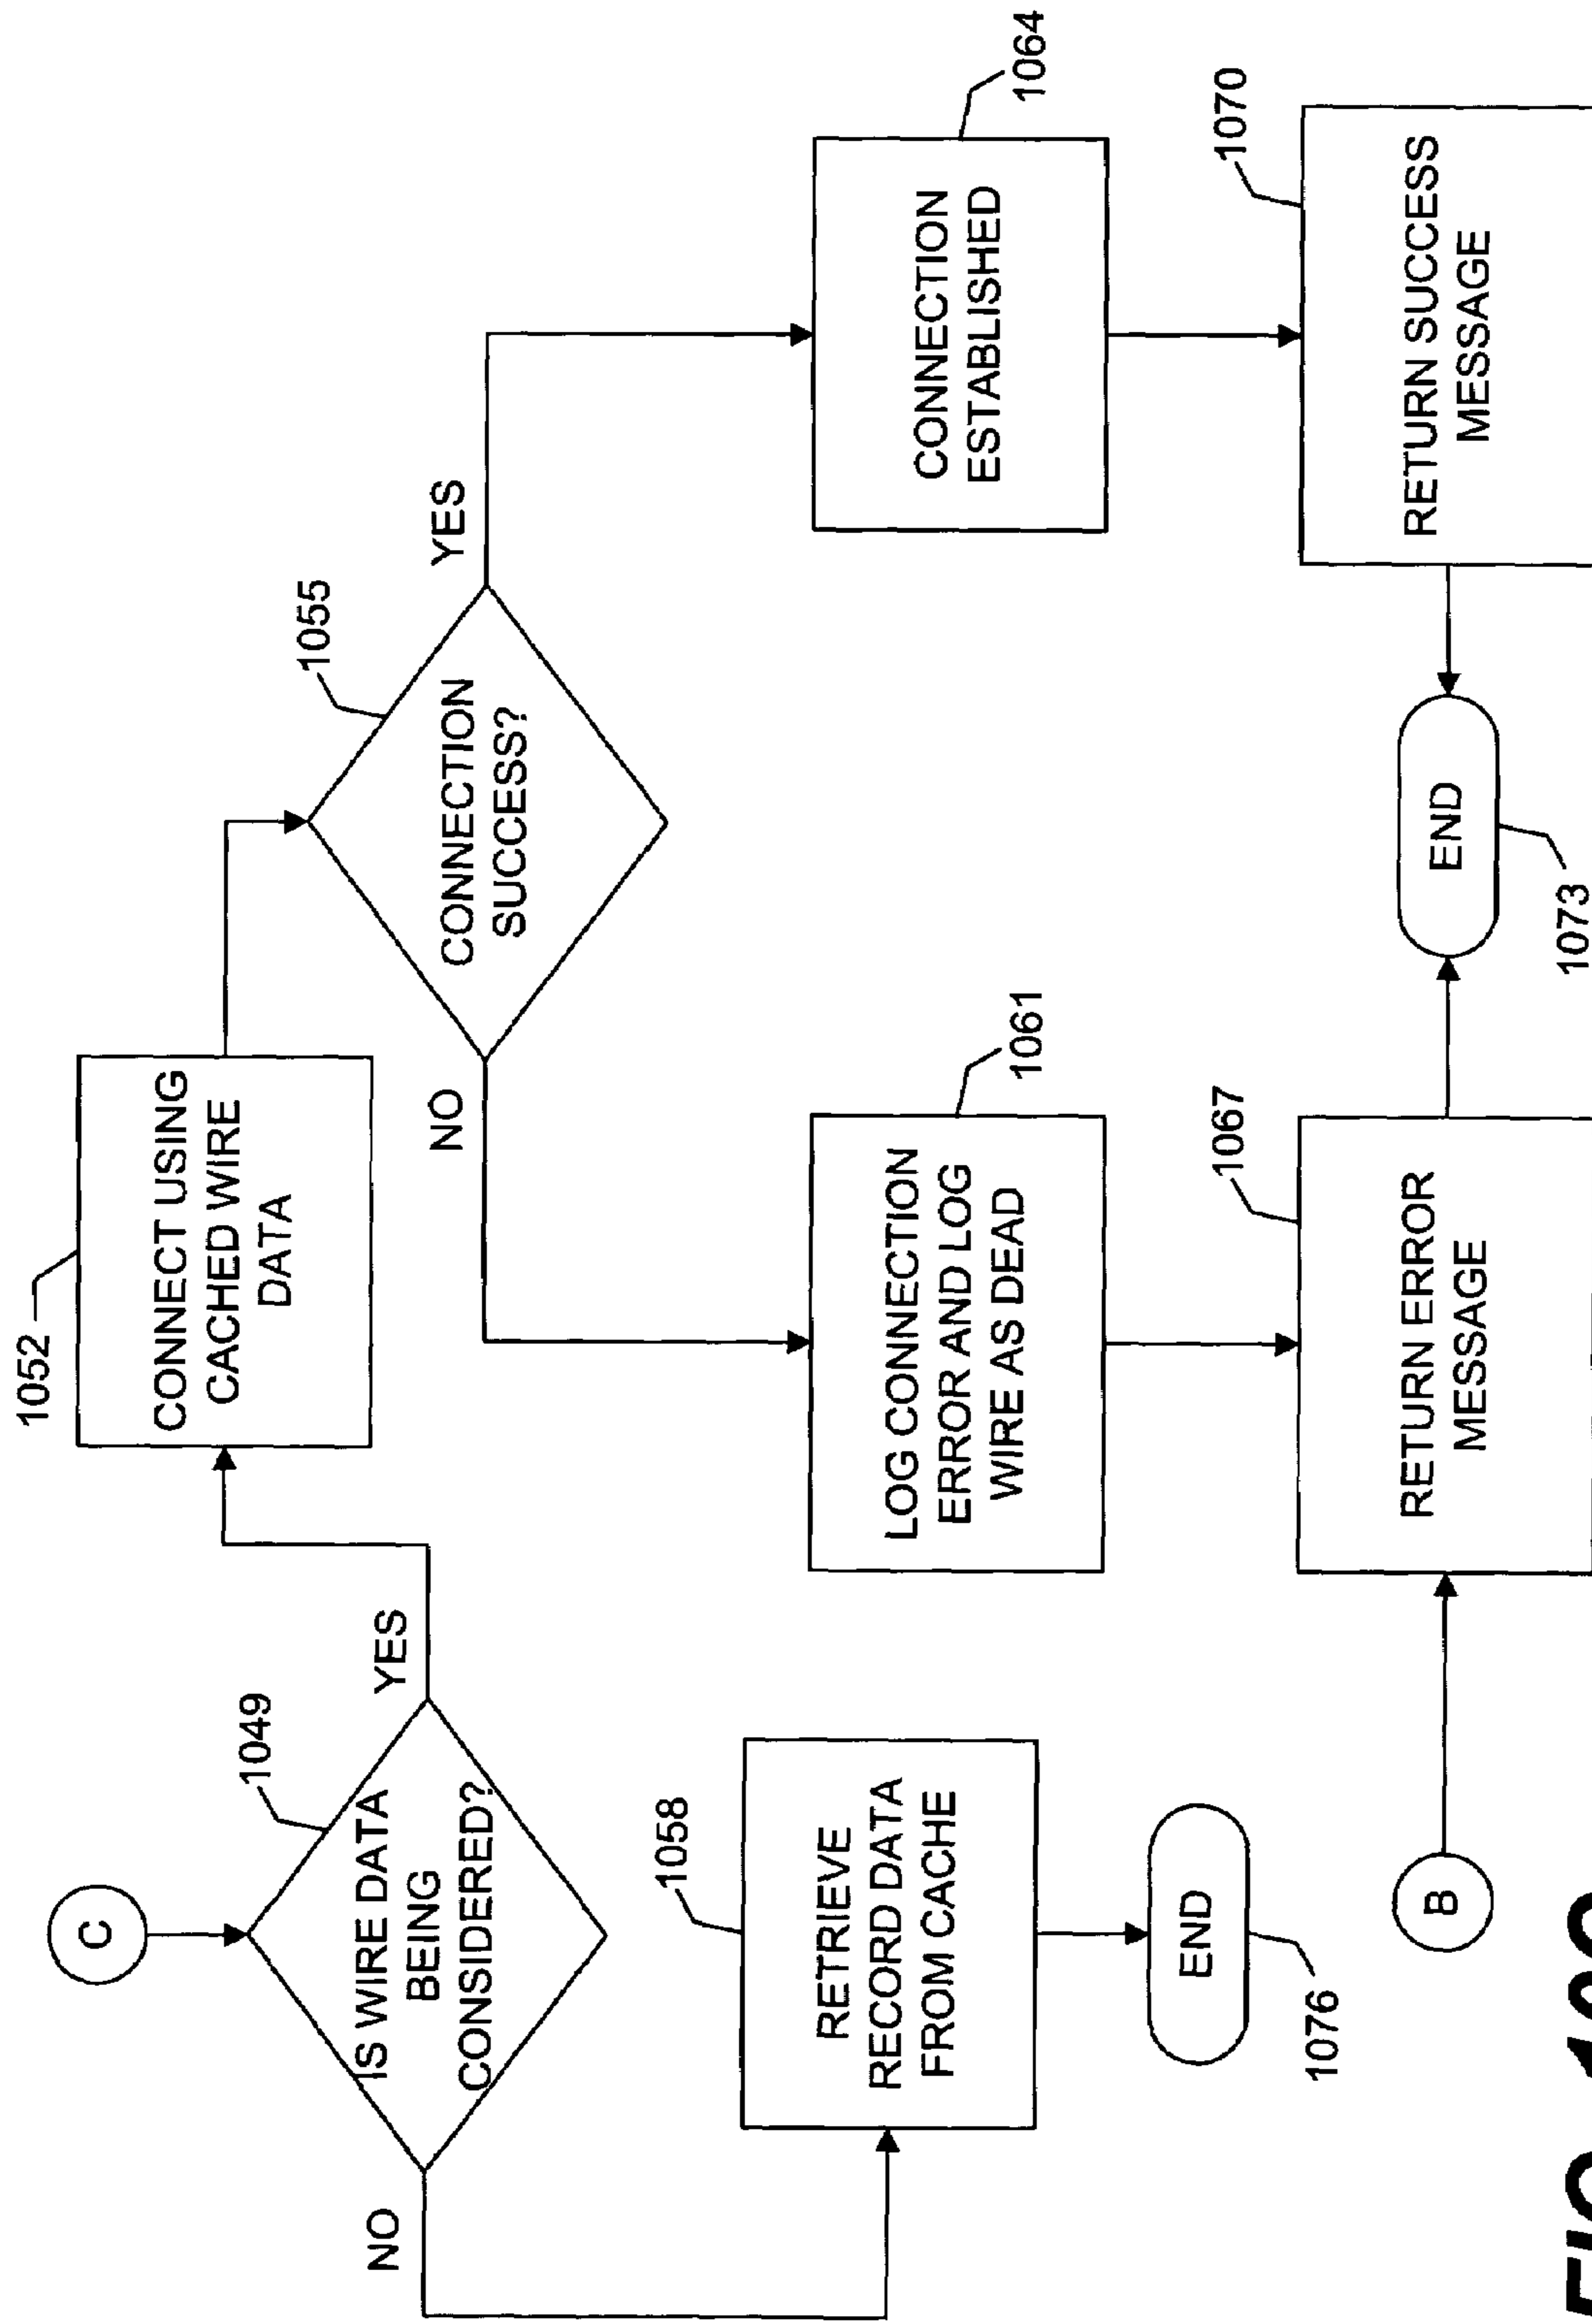 C
IS WIRE DATA
BEING
CONSIDERED?
1049
YES
NO
1052
CONNECT USING
CACHED WIRE
DATA
1055
CONNECTION
SUCCESS?
YES
NO
1058
RETRIEVE
RECORD DATA
FROM CACHE
END
1076
LOG CONNECTION
ERROR AND LOG
WIRE AS DEAD
1061
CONNECTION
ESTABLISHED
1064
B
RETURN ERROR
MESSAGE
1067
END
1073
RETURN SUCCESS
MESSAGE
1070